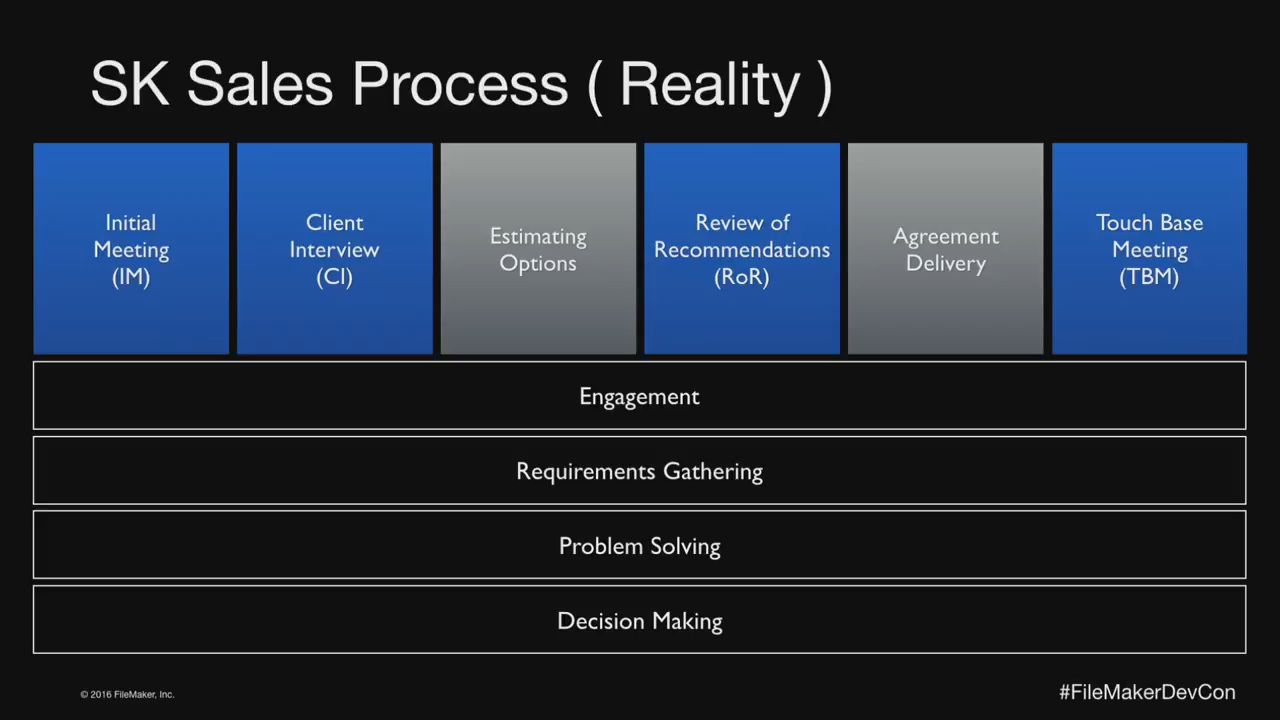 SK Sales Process ( Reality )
Initial
Meeting
(IM)
Client
Interview
(CI)
Estimating
Options
Review of
Recommendations
(RoR)
Agreement
Delivery
Touch Base
Meeting
(TBM)
Engagement
Requirements Gathering
Problem Solving
Decision Making
© 2016 FileMaker, Inc.
#FileMakerDevCon